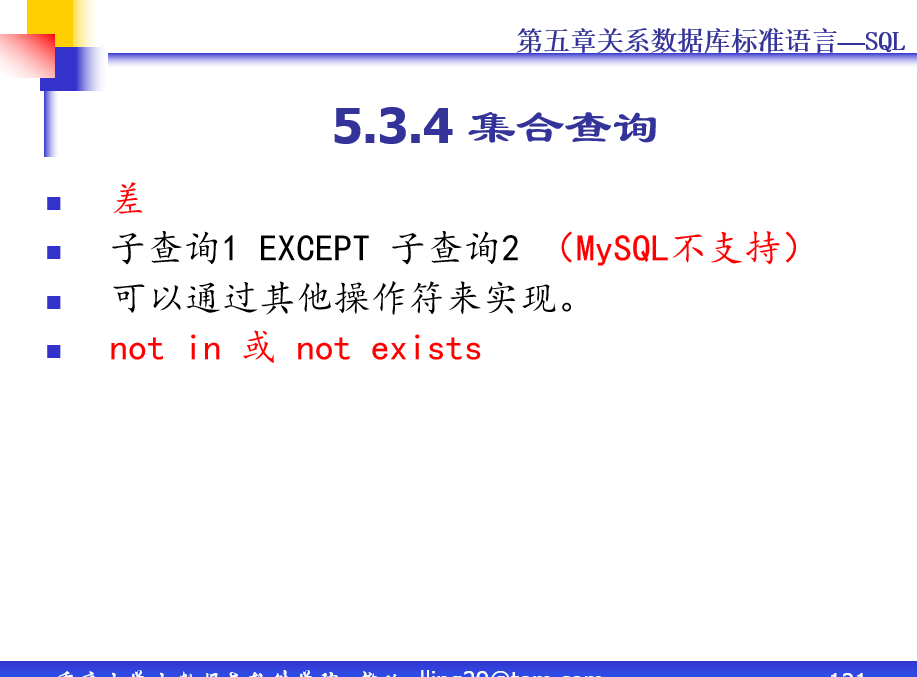 第五章关系数据库标准语言—SQL
5.3.4 集合查询
差
子查询1 EXCEPT 子查询2 （MySQL不支持）
可以通过其他操作符来实现。
not in 或 not exists